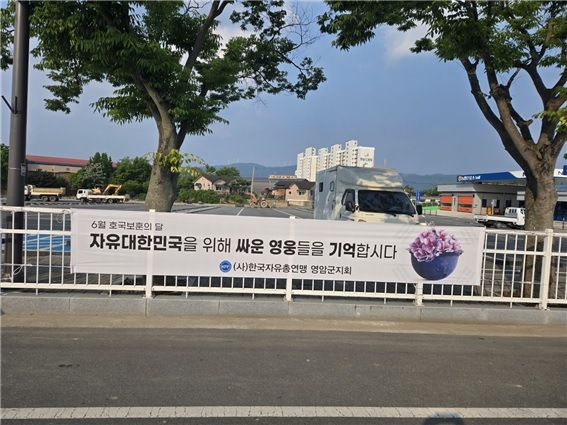 6월 호국보훈의 달
자유대한민국을 위해 싸운 영웅들을 기억합시다
(사)한국자유총연맹 영암군지회